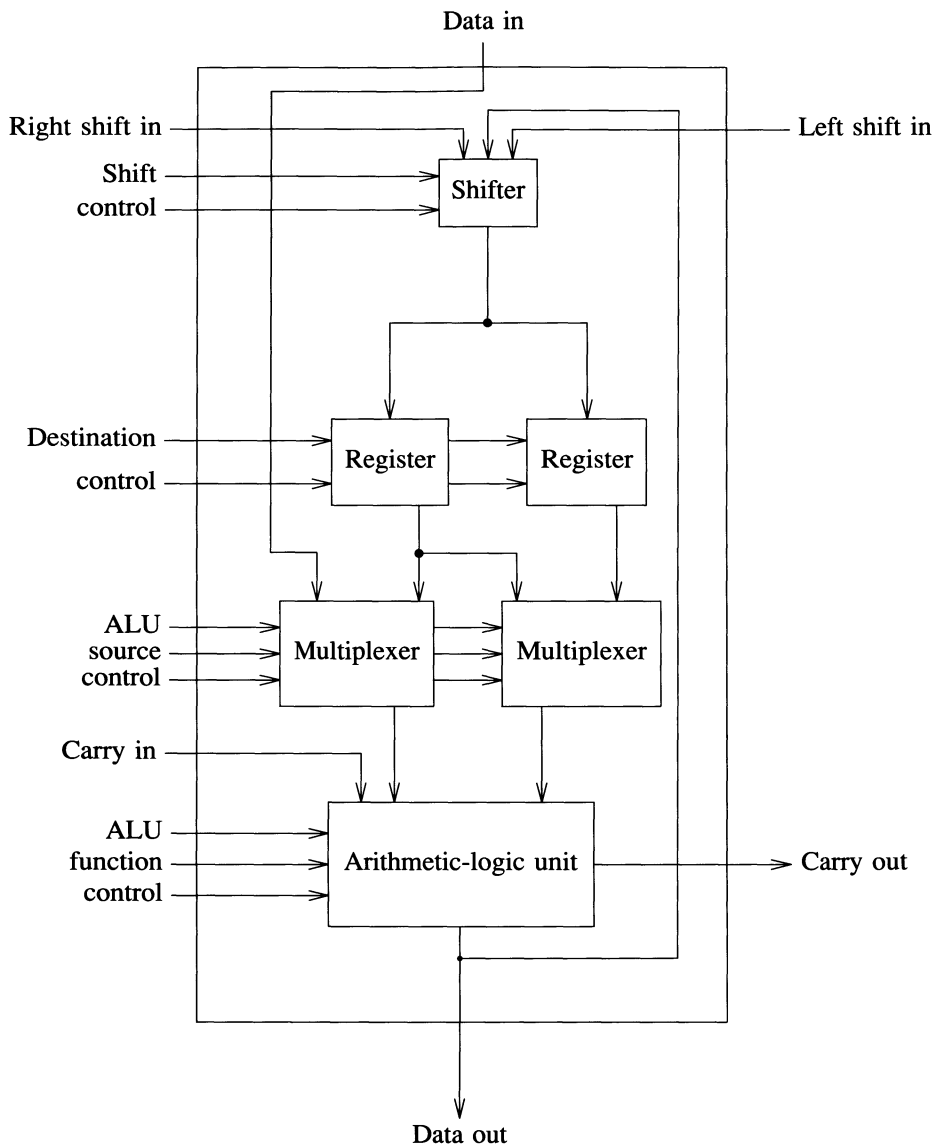 Data in
Right shift in
Left shift in
Shift
control
Shifter
Destination
control
Register
Register
ALU
source
control
Multiplexer
Multiplexer
Carry in
ALU
function
control
Arithmetic-logic unit
Carry out
Data out